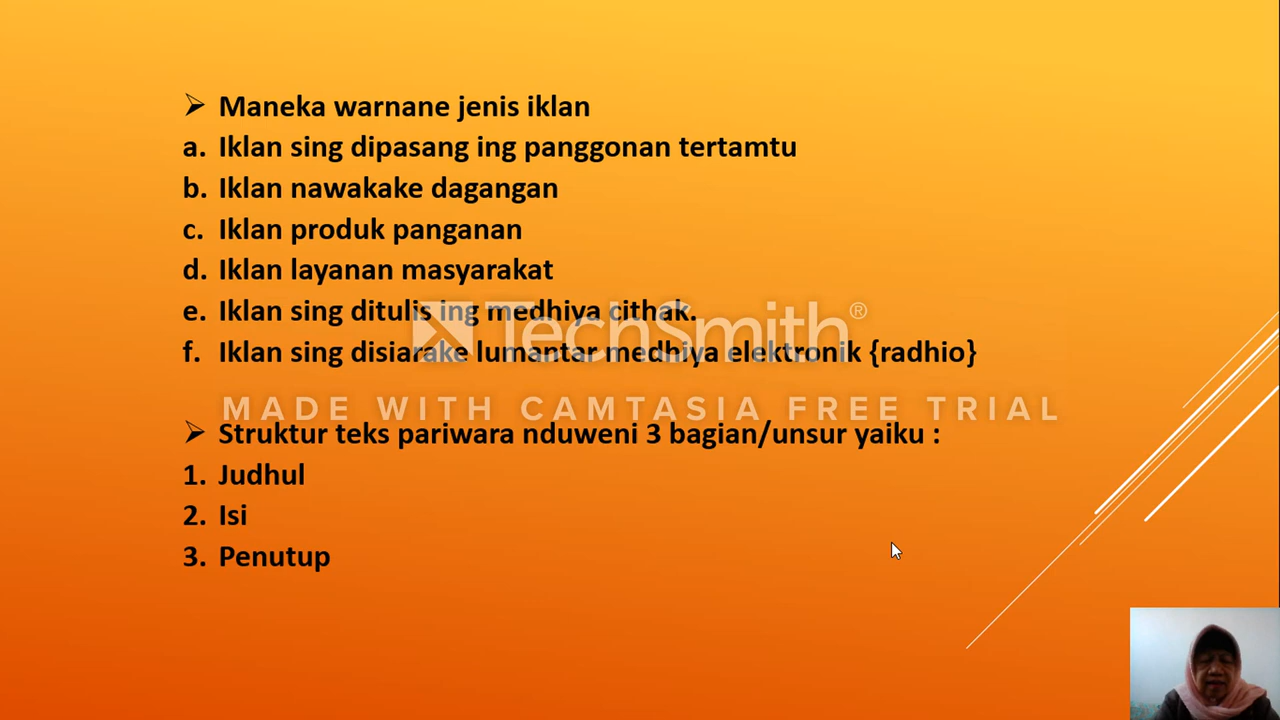 ➢ Maneka warnane jenis iklan
a. Iklan sing dipasang ing panggonan tertamtu
b. Iklan nawakake dagangan
c. Iklan produk panganan
d. Iklan layanan masyarakat
e. Iklan sing ditulis ing medhiya cithak.
TechSmith®
f. Iklan sing disiarake lumantar medhiya elektronik {radhio}
MADE WITH CAMTASIA FREE TRIAL
➢ Struktur teks pariwara nduweni 3 bagian/unsur yaiku :
1. Judhul
2. Isi
3. Penutup